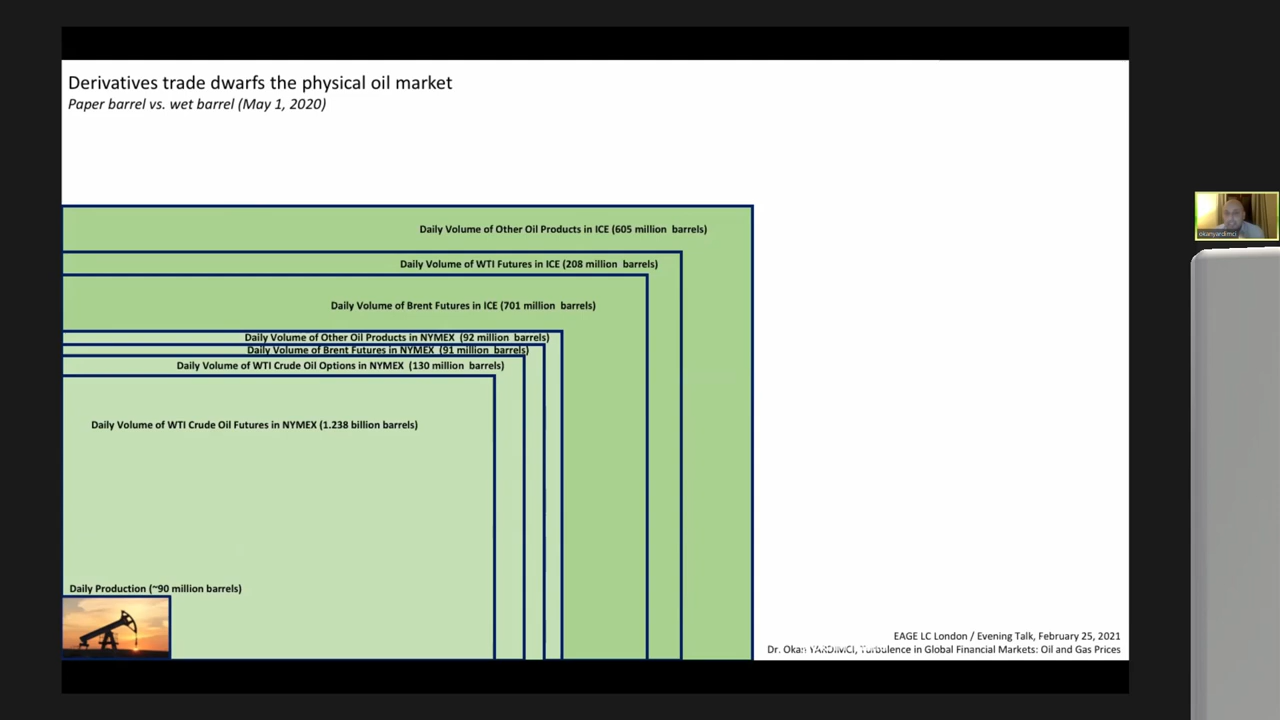 Derivatives trade dwarfs the physical oil market
Paper barrel vs. wet barrel (May 1, 2020)
Daily Volume of Other Oil Products in ICE (605 million barrels)
Daily Volume of WTI Futures in ICE (208 million barrels)
Daily Volume of Brent Futures in ICE (701 million barrels)
Daily Volume of Other Oil Products in NYMEX (92 million barrels)
Daily Volume of Brent Futures in NYMEX (91 million barrels)
Daily Volume of WTI Crude Oil Options in NYMEX (130 million barrels)
Daily Volume of WTI Crude Oil Futures in NYMEX (1.238 billion barrels)
Daily Production (~90 million barrels)
EAGE LC London / Evening Talk, February 25, 2021
Dr. Okan YARDIMCI, Turbulence in Global Financial Markets: Oil and Gas Prices
okanyardimci